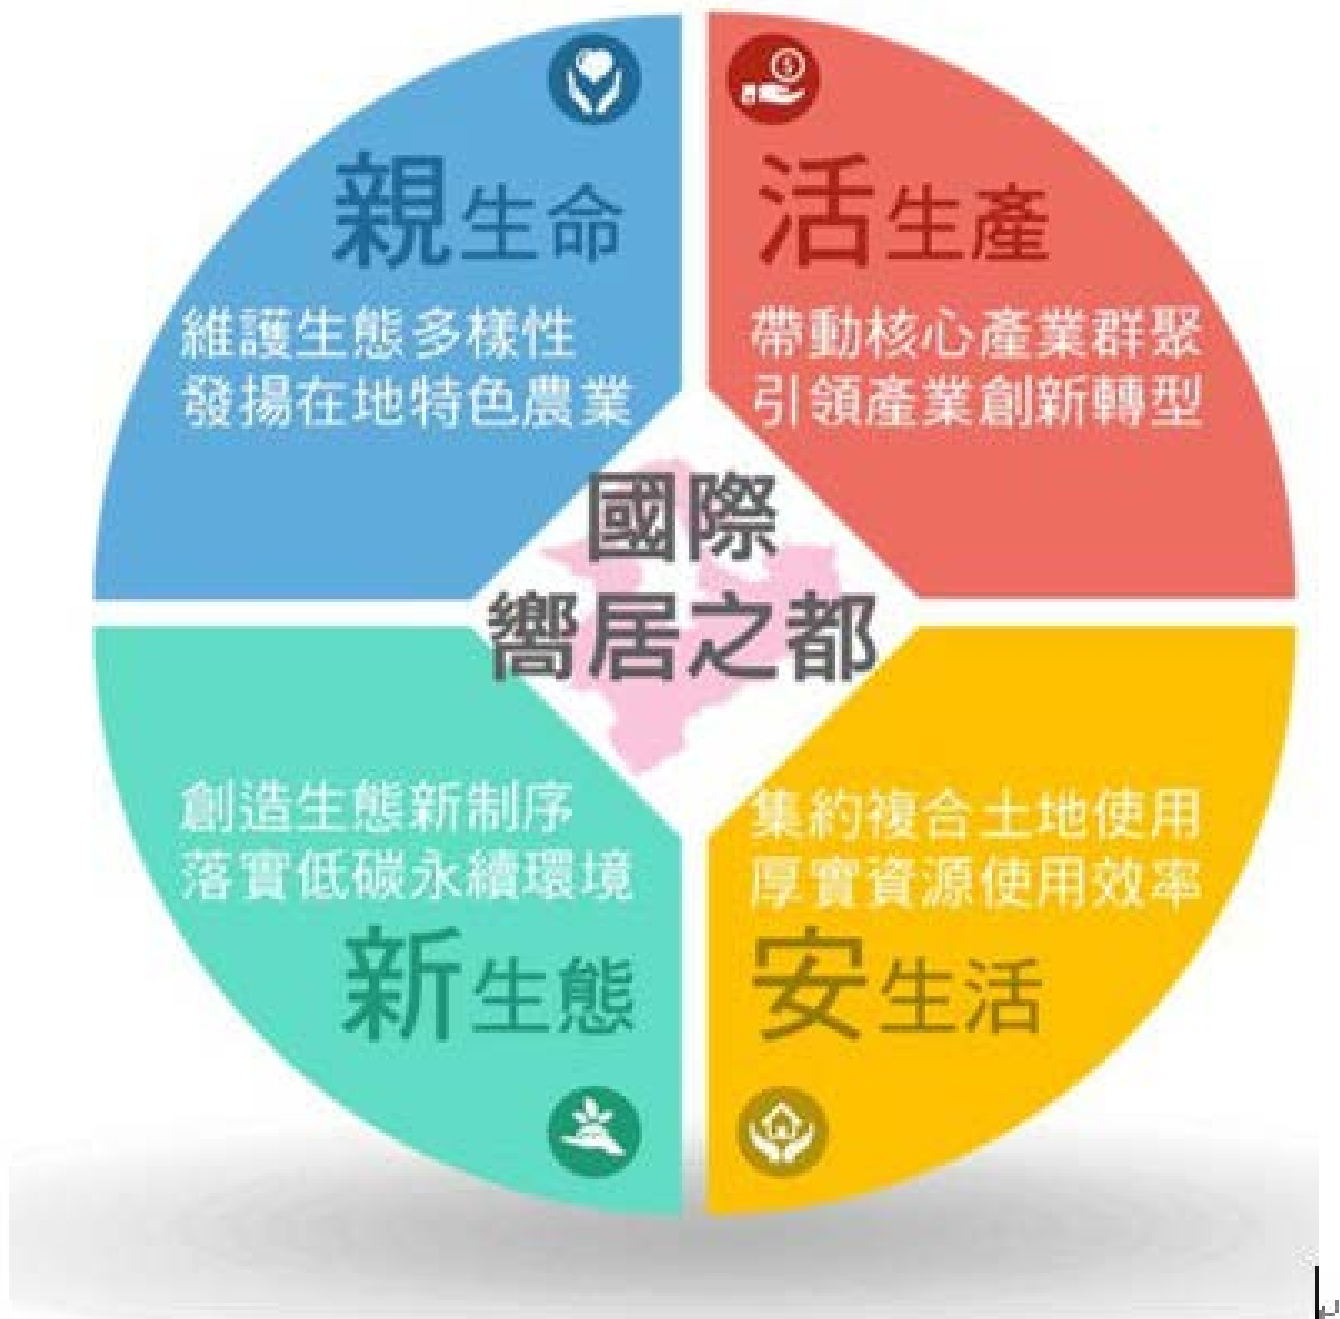 親生命
維護生態多樣性
發揚在地特色農業
活生產
帶動核心產業群聚
引領產業創新轉型
國際
嚮居之都
創造生態新制序
落實低碳永續環境
新生態
集約複合土地使用
厚實資源使用效率
安生活